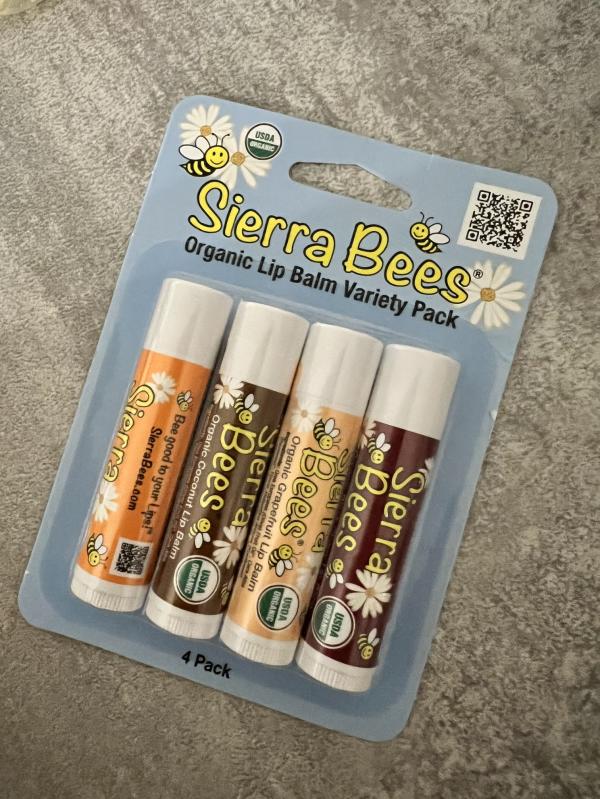 USDA
ORGANIC
Sierra Bees®
Organic Lip Balm Variety Pack
Sierra
Bee good to your Lips!™
SierraBees.com
Sierra
Bees
Organic Coconut Lip Balm
USDA
ORGANIC
Sierra
Bees®
Organic Grapefruit Lip Balm
USDA
ORGANIC
Sierra
Bees
USDA
ORGANIC
4 Pack